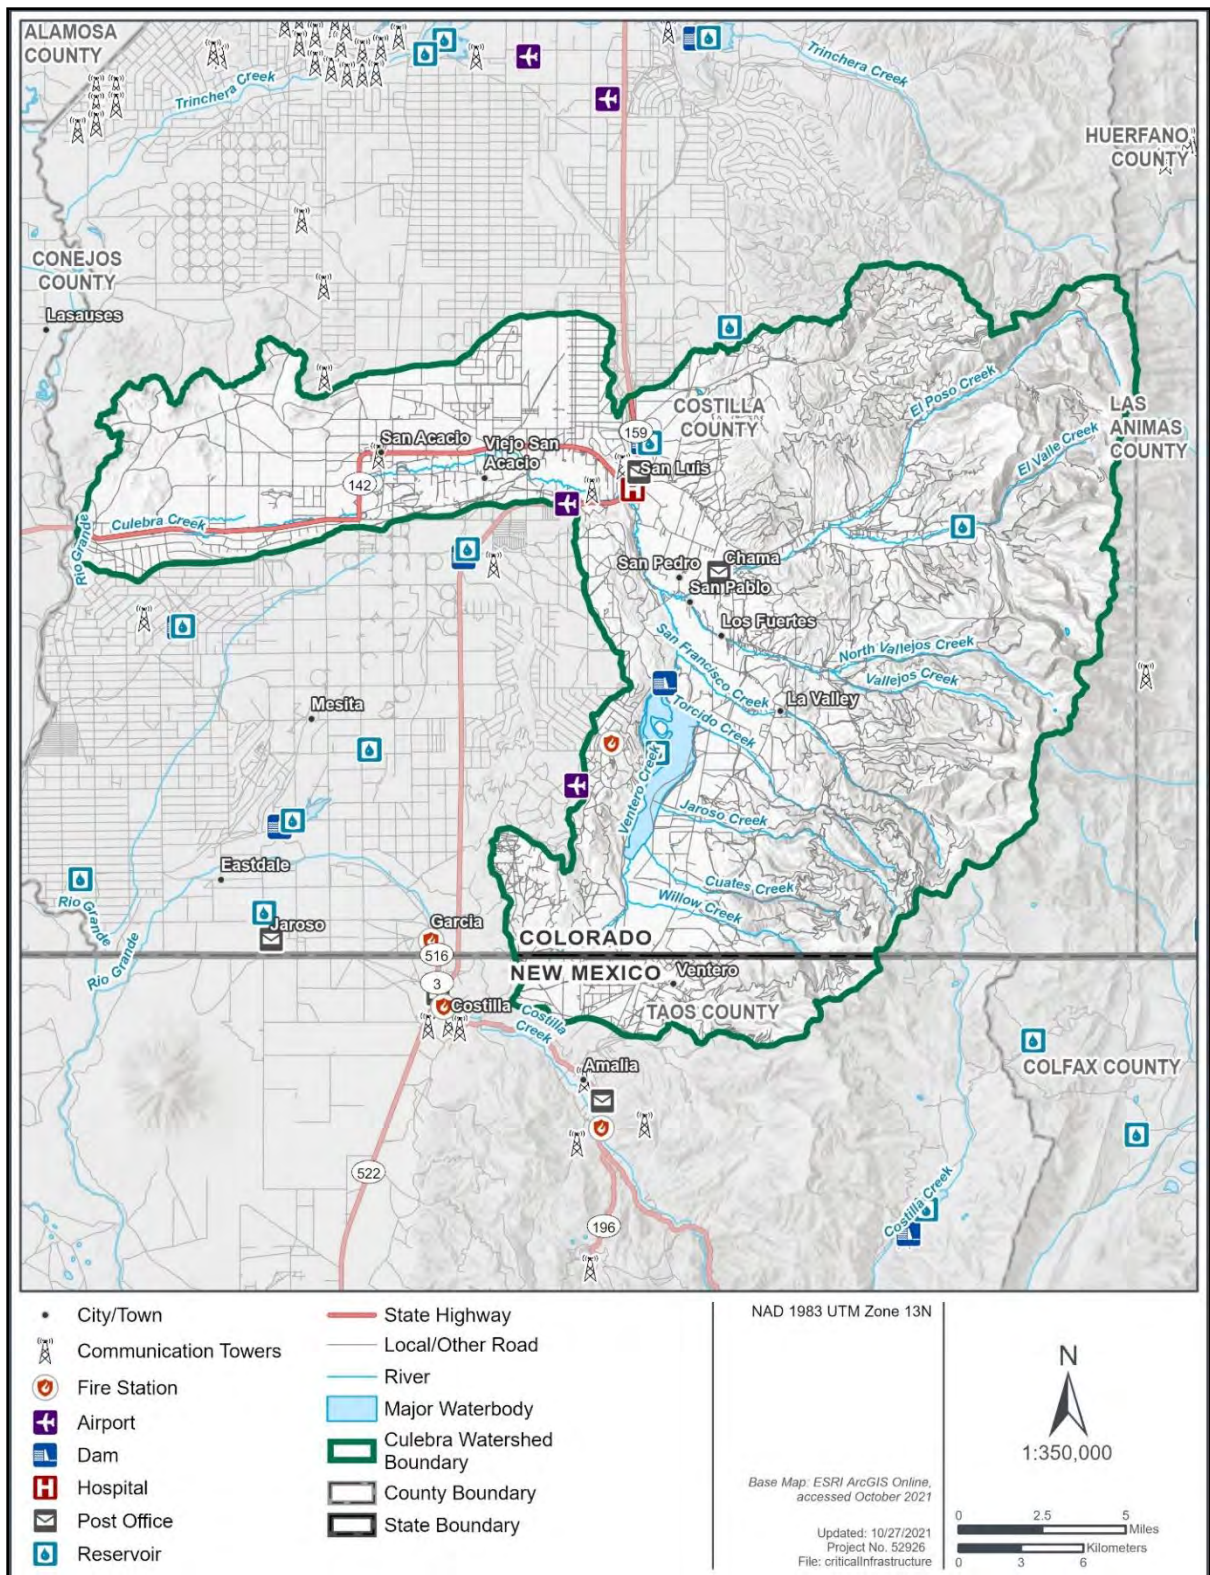 ALAMOSA
COUNTY
Trinchera Creek
Trinchera Creek
HUERFANO
COUNTY
CONEJOS
COUNTY
Lasauses
El Poso Creek
COSTILLA
COUNTY
LAS
ANIMAS
COUNTY
El Valle Creek
159
San Acacio
Viejo San
Acacio
San Luis
142
Culebra Creek
Rio Grande
San Pedro
Chama
San Pablo
Los Fuertes
San Francisco Creek
North Vallejos Creek
Vallejos Creek
La Valley
Mesita
Torcido Creek
Ventero Creek
Jaroso Creek
Eastdale
Cuates Creek
Willow Creek
Rio Grande
Rio Grande
Jaroso
Garcia
516
COLORADO
NEW MEXICO
Ventero
3
Costilla
Costilla
Creek
TAOS COUNTY
Amalia
COLFAX COUNTY
522
196
Costilla Creek
City/Town
Communication Towers
Fire Station
Airport
Dam
Hospital
Post Office
Reservoir
State Highway
Local/Other Road
River
Major Waterbody
Culebra Watershed
Boundary
County Boundary
State Boundary
NAD 1983 UTM Zone 13N
Base Map: ESRI ArcGIS Online,
accessed October 2021
Updated: 10/27/2021
Project No. 52926
File: criticalInfrastructure
N
1:350,000
0 2.5 5
Miles
Kilometers
0 3 6